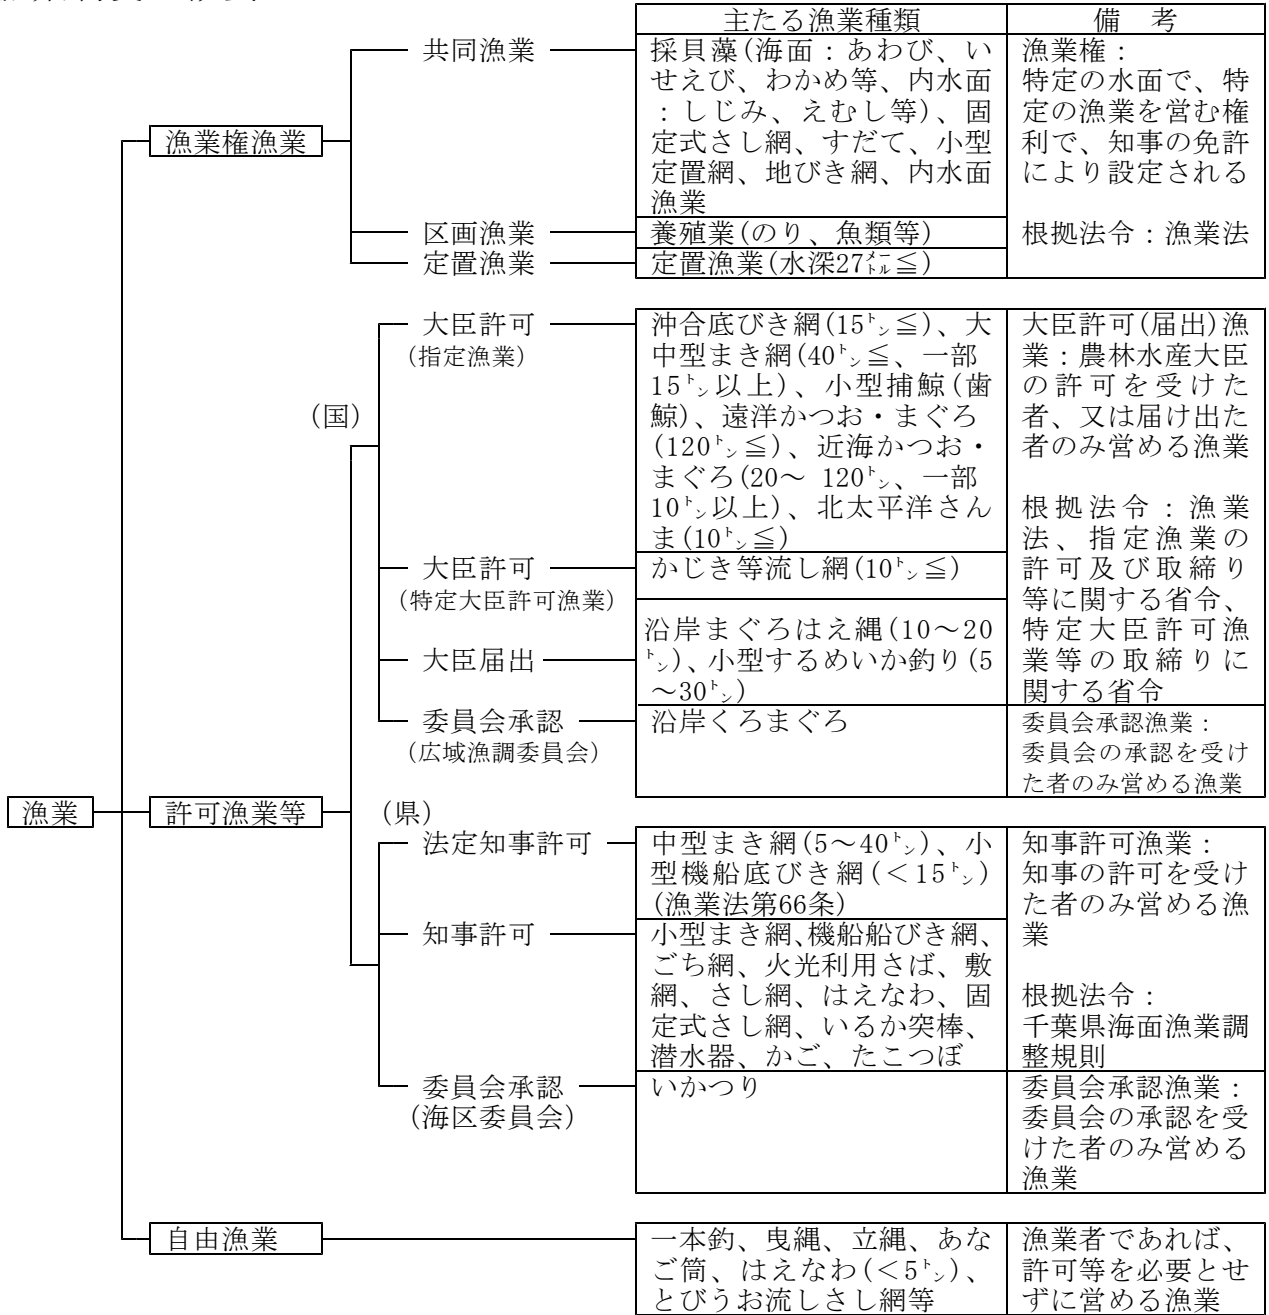 主たる漁業種類
備　考
共同漁業
採貝藻(海面：あわび、い
せえび、わかめ等、内水面
：しじみ、えむし等)、固
定式さし網、すだて、小型
定置網、地びき網、内水面
漁業
漁業権：
特定の水面で、特
定の漁業を営む権
利で、知事の免許
により設定される
根拠法令：漁業法
漁業権漁業
区画漁業
養殖業(のり、魚類等)
定置漁業
定置漁業(水深27㍍≦)
大臣許可
(指定漁業)
沖合底びき網(15㌧≦)、大
中型まき網(40㌧≦、一部
15㌧以上)、小型捕鯨(歯
鯨)、遠洋かつお・まぐろ
(120㌧≦)、近海かつお・
まぐろ(20～ 120㌧、一部
10㌧以上)、北太平洋さん
ま(10㌧≦)
大臣許可(届出)漁
業：農林水産大臣
の許可を受けた
者、又は届け出た
者のみ営める漁業
根拠法令：漁業
法、指定漁業の
許可及び取締り
等に関する省令、
特定大臣許可漁
業等の取締りに
関する省令
(国)
大臣許可
(特定大臣許可漁業)
かじき等流し網(10㌧≦)
大臣届出
沿岸まぐろはえ縄(10～20
㌧)、小型するめいか釣り(5
～30㌧)
委員会承認
(広域漁調委員会)
沿岸くろまぐろ
委員会承認漁業：
委員会の承認を受け
た者のみ営める漁業
漁業
許可漁業等
(県)
法定知事許可
中型まき網(5～40㌧)、小
型機船底びき網(＜15㌧)
(漁業法第66条)
知事許可漁業：
知事の許可を受け
た者のみ営める漁
業
根拠法令：
千葉県海面漁業調
整規則
知事許可
小型まき網、機船船びき網、
ごち網、火光利用さば、敷
網、さし網、はえなわ、固
定式さし網、いるか突棒、
潜水器、かご、たこつぼ
委員会承認
(海区委員会)
いかつり
委員会承認漁業：
委員会の承認を受
けた者のみ営める
漁業
自由漁業
一本釣、曳縄、立縄、あな
ご筒、はえなわ(＜5㌧)、
とびうお流しさし網等
漁業者であれば、
許可等を必要とせ
ずに営める漁業